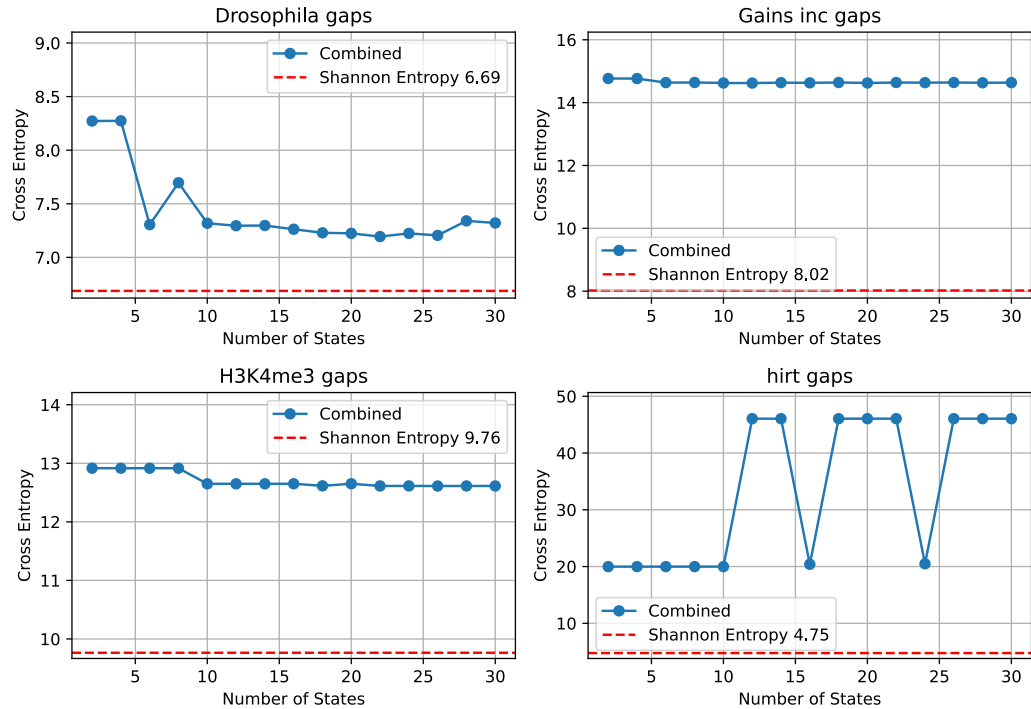 Drosophila gaps
9.0
8.5
8.0
7.5
7.0
Cross Entropy
Combined
Shannon Entropy 6.69
5 10 15 20 25 30
Number of States
Gains inc gaps
16
14
12
10
8
Cross Entropy
Combined
Shannon Entropy 8.02
5 10 15 20 25 30
Number of States
H3K4me3 gaps
14
13
12
11
10
Cross Entropy
Combined
Shannon Entropy 9.76
5 10 15 20 25 30
Number of States
hirt gaps
50
40
30
20
10
Cross Entropy
Combined
Shannon Entropy 4.75
5 10 15 20 25 30
Number of States